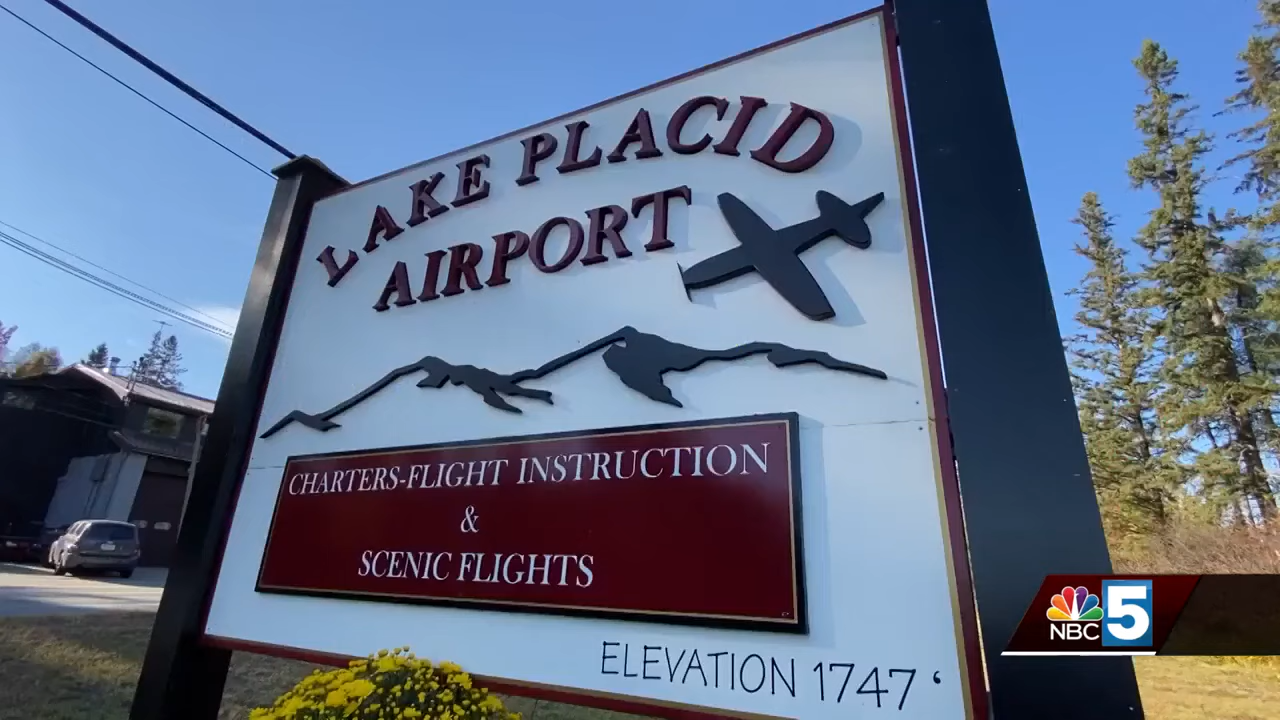 LAKE PLACID
AIRPORT
CHARTERS-FLIGHT INSTRUCTION
&
SCENIC FLIGHTS
ELEVATION 1747'
NBC 5